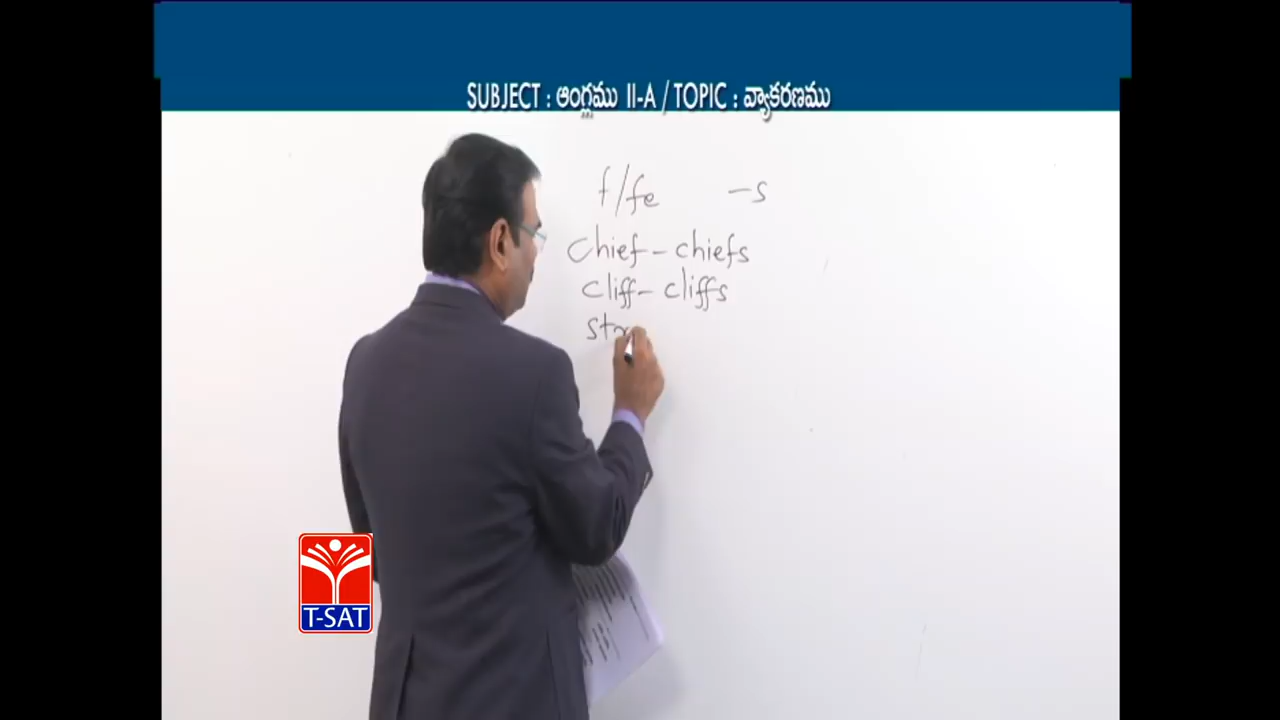 SUBJECT : ఆంగ్లము II-A / TOPIC : వ్యాకరణము
f/fe -s
Chief - chiefs
cliff - cliffs
T-SAT